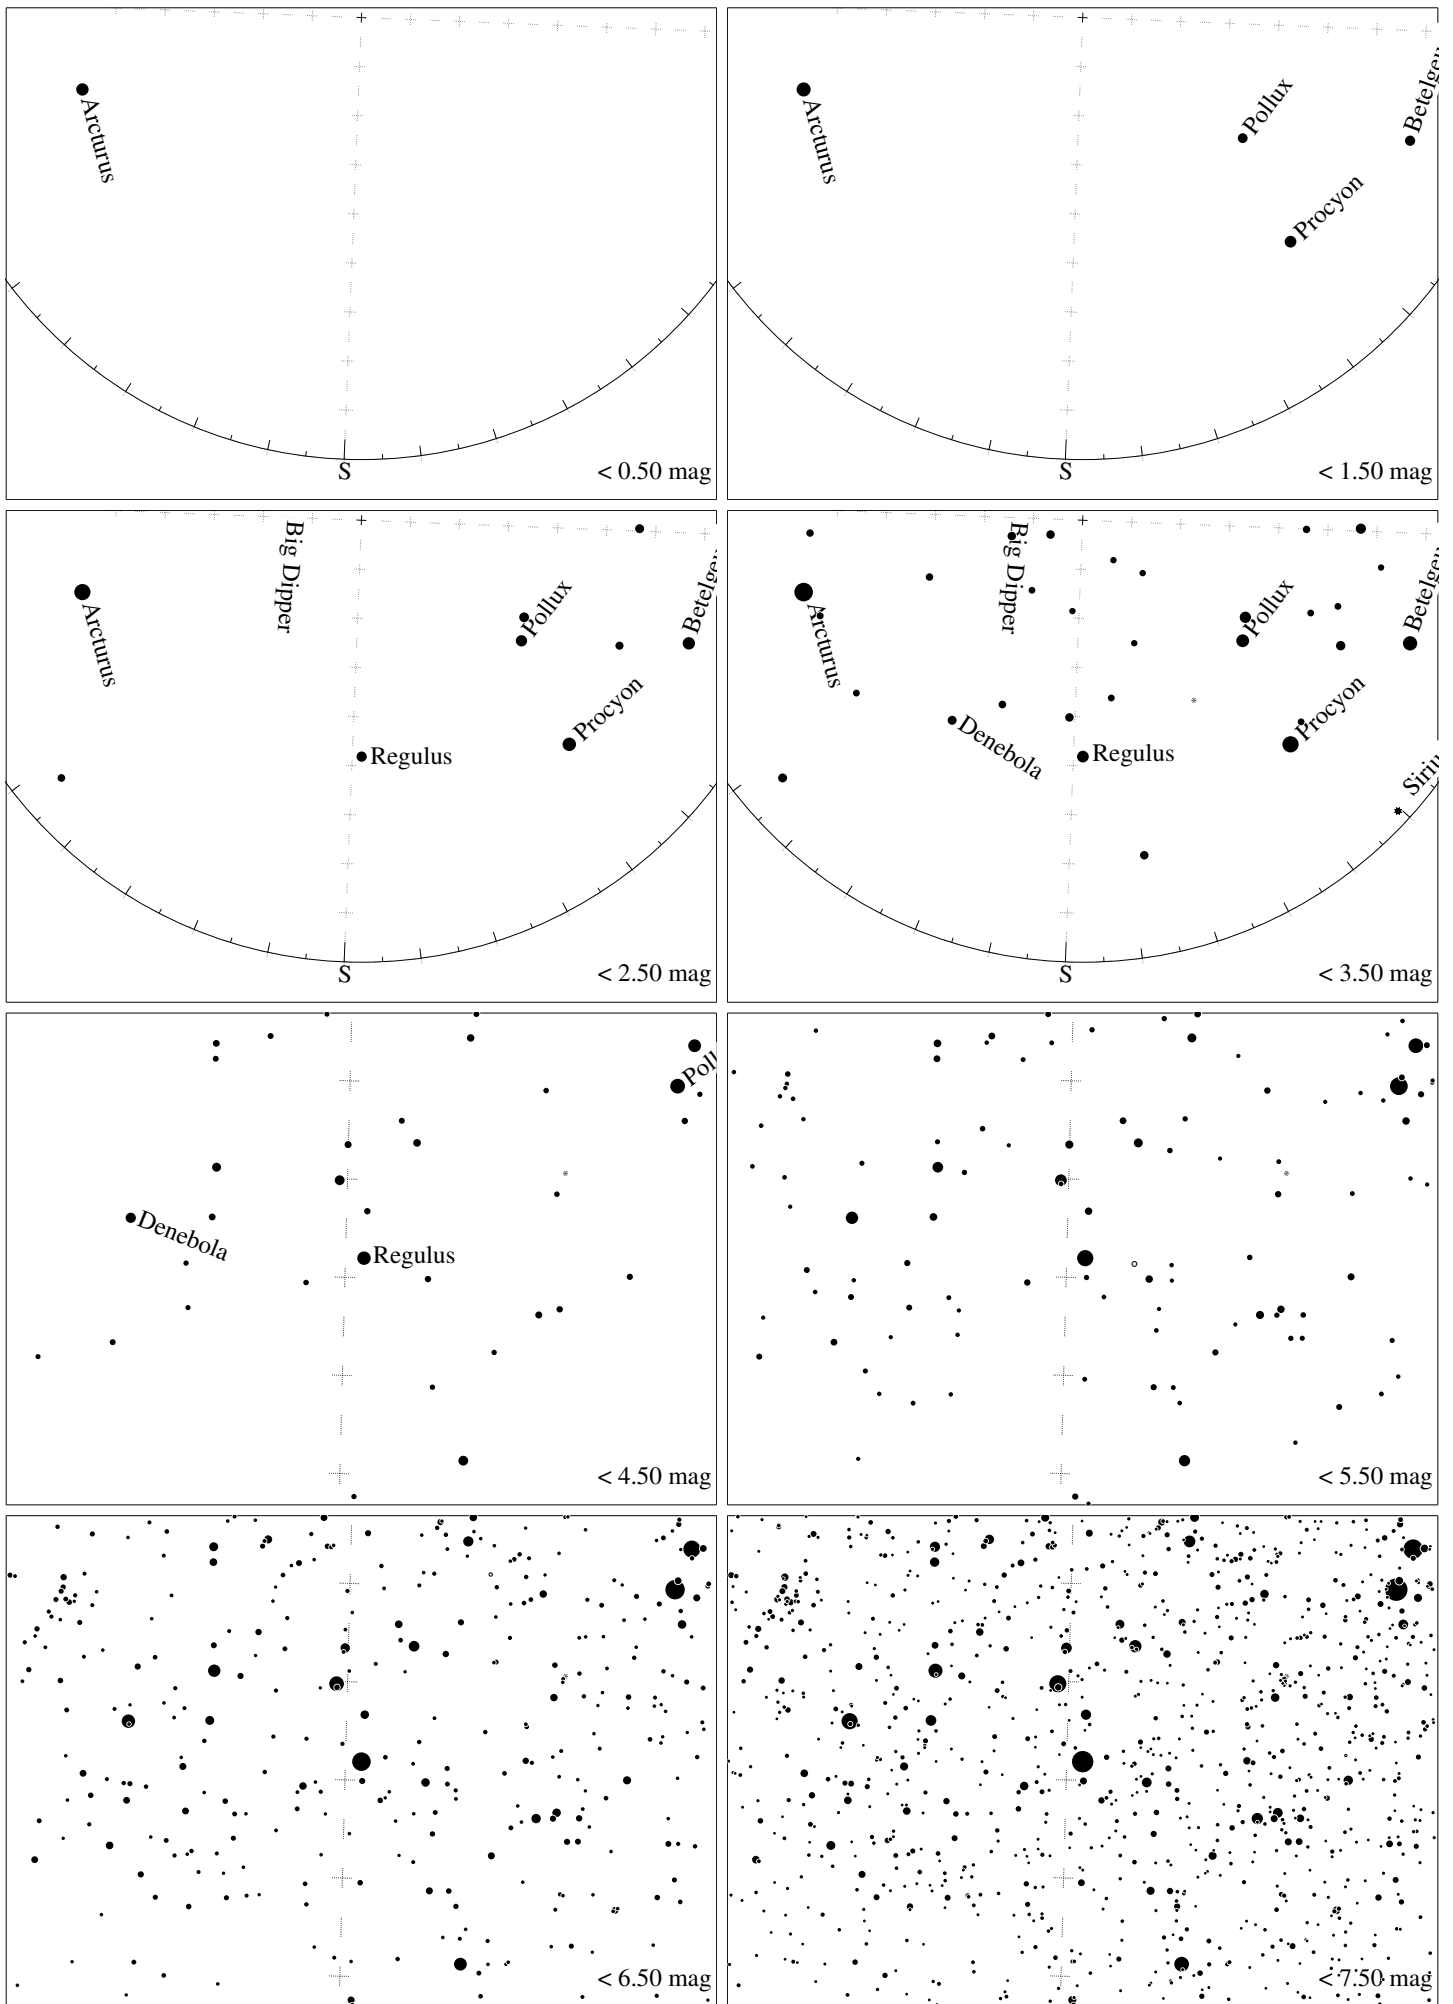 Arcturus
S
< 0.50 mag
Arcturus
Pollux
Procyon
S
< 1.50 mag
Big Dipper
Arcturus
Pollux
Procyon
Regulus
S
< 2.50 mag
Big Dipper
Arcturus
Pollux
Procyon
Denebola
Regulus
S
< 3.50 mag
Denebola
Regulus
< 4.50 mag
< 5.50 mag
< 6.50 mag
< 7.50 mag